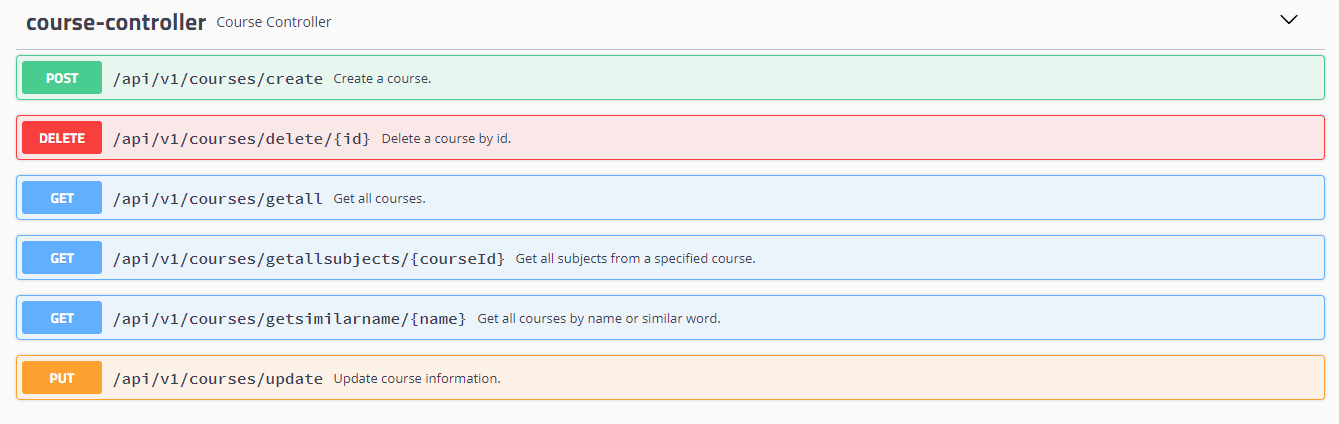 course-controller Course Controller
POST /api/v1/courses/create Create a course.
DELETE /api/v1/courses/delete/{id} Delete a course by id.
GET /api/v1/courses/getall Get all courses.
GET /api/v1/courses/getallsubjects/{courseId} Get all subjects from a specified course.
GET /api/v1/courses/getsimilarname/{name} Get all courses by name or similar word.
PUT /api/v1/courses/update Update course information.